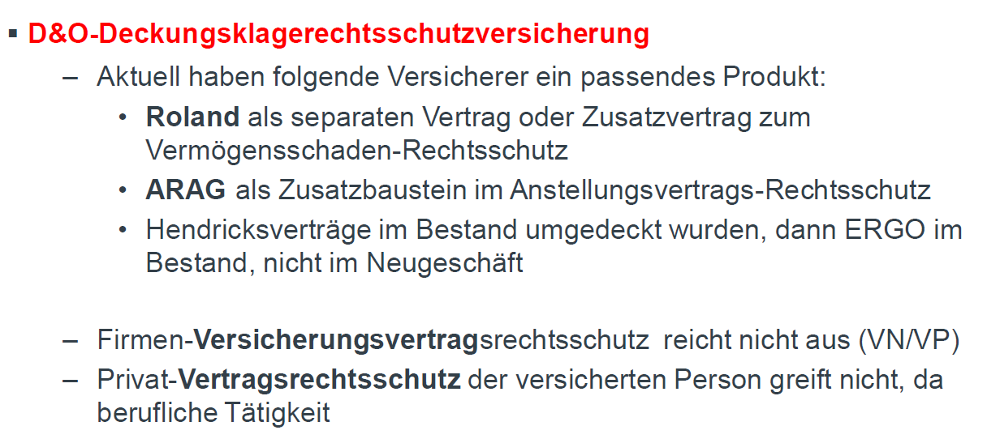 ▪ D&O-Deckungsklagerechtsschutzversicherung
– Aktuell haben folgende Versicherer ein passendes Produkt:
• Roland als separaten Vertrag oder Zusatzvertrag zum
Vermögensschaden-Rechtsschutz
• ARAG als Zusatzbaustein im Anstellungsvertrags-Rechtsschutz
• Hendricksverträge im Bestand umgedeckt wurden, dann ERGO im
Bestand, nicht im Neugeschäft
– Firmen-Versicherungsvertragsrechtsschutz reicht nicht aus (VN/VP)
– Privat-Vertragsrechtsschutz der versicherten Person greift nicht, da
berufliche Tätigkeit